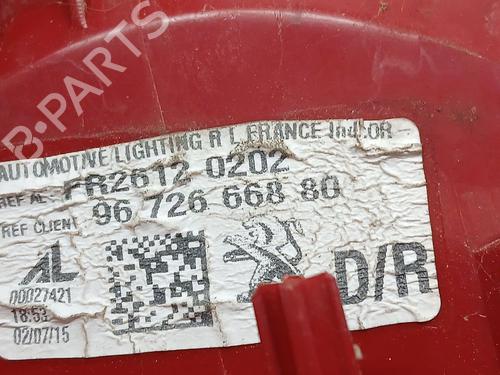 B-PARTS
AUTOMOTIVE LIGHTING R L FRANCE
REF AL FR2612 0202
REF CLIENT 96 726 668 80
AL
00027421
18:53
02/07/15
D/R